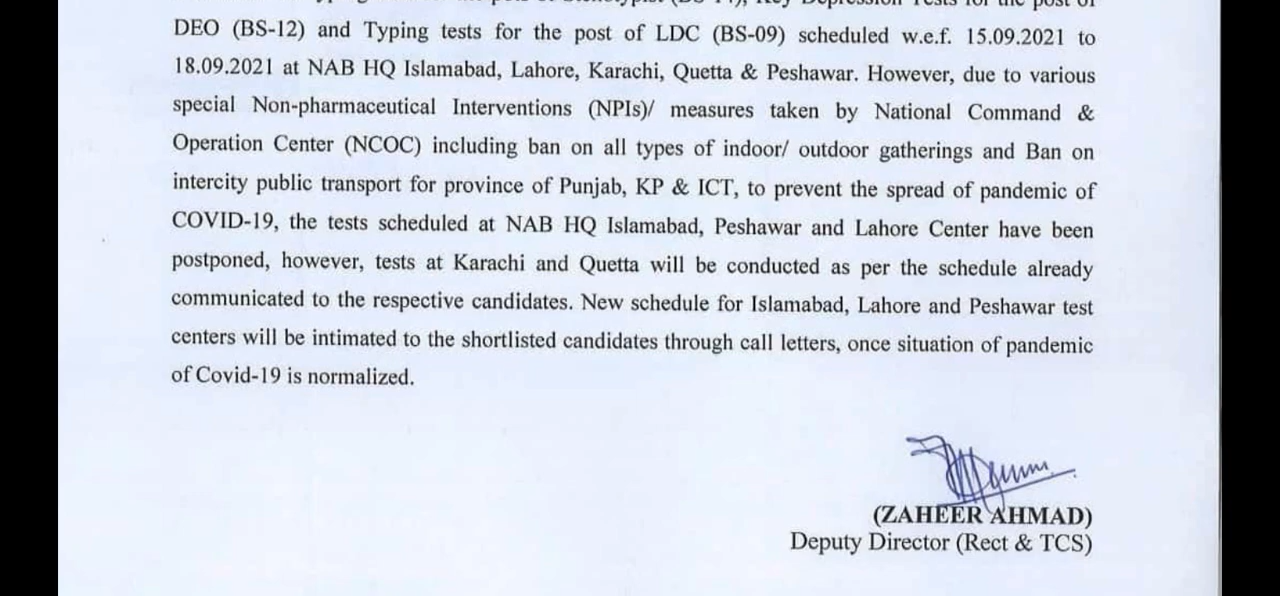 DEO (BS-12) and Typing tests for the post of LDC (BS-09) scheduled w.e.f. 15.09.2021 to
18.09.2021 at NAB HQ Islamabad, Lahore, Karachi, Quetta & Peshawar. However, due to various
special Non-pharmaceutical Interventions (NPIs)/ measures taken by National Command &
Operation Center (NCOC) including ban on all types of indoor/ outdoor gatherings and Ban on
intercity public transport for province of Punjab, KP & ICT, to prevent the spread of pandemic of
COVID-19, the tests scheduled at NAB HQ Islamabad, Peshawar and Lahore Center have been
postponed, however, tests at Karachi and Quetta will be conducted as per the schedule already
communicated to the respective candidates. New schedule for Islamabad, Lahore and Peshawar test
centers will be intimated to the shortlisted candidates through call letters, once situation of pandemic
of Covid-19 is normalized.
(ZAHEER AHMAD)
Deputy Director (Rect & TCS)